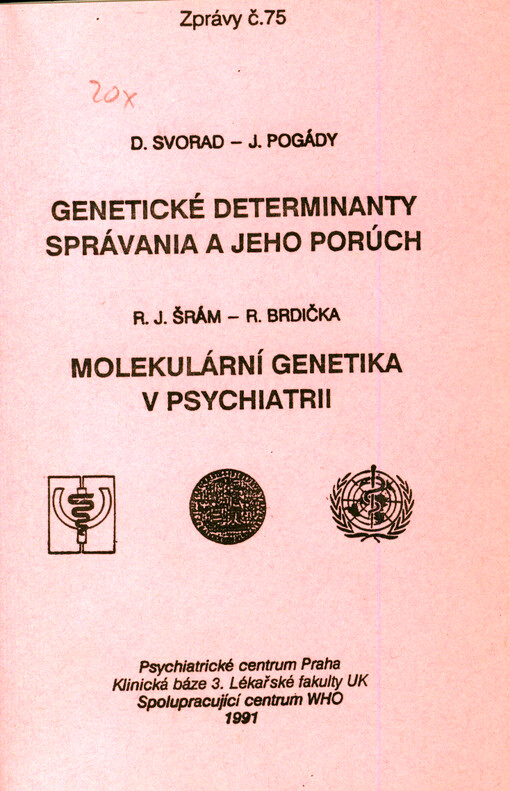 Zprávy č.75
20x
D. SVORAD – J. POGÁDY
GENETICKÉ DETERMINANTY
SPRÁVANIA A JEHO PORÚCH
R. J. ŠRÁM – R. BRDIČKA
MOLEKULÁRNÍ GENETIKA
V PSYCHIATRII
Psychiatrické centrum Praha
Klinická báze 3. Lékařské fakulty UK
Spolupracující centrum WHO
1991